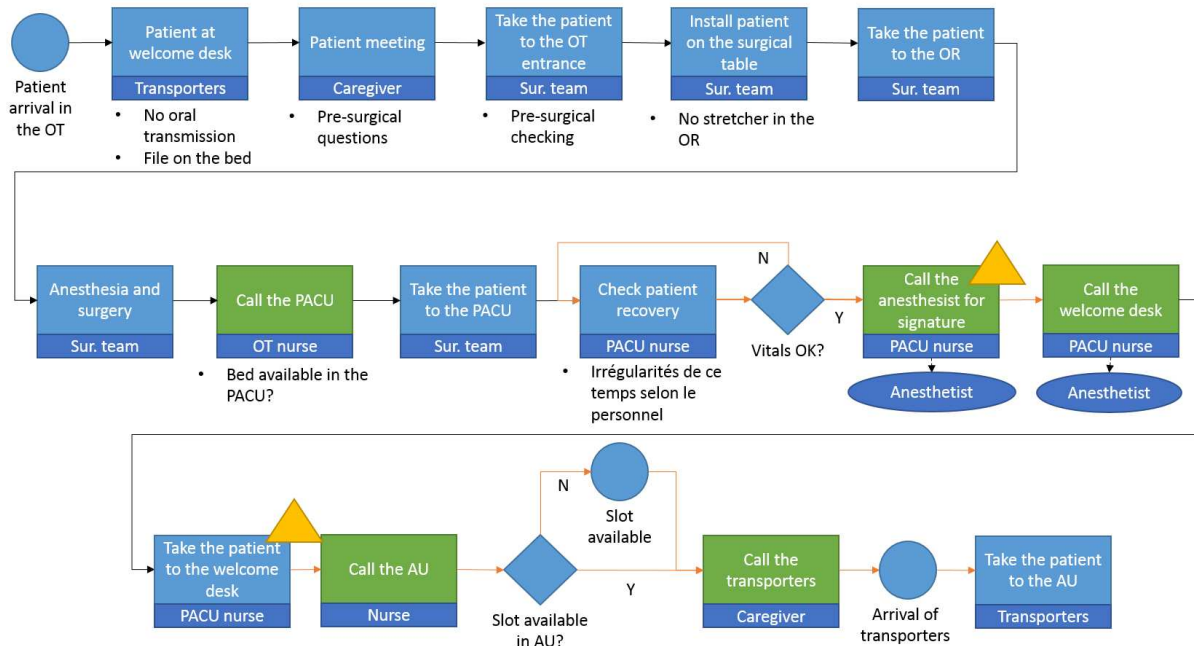 Patient at
welcome desk
Transporters
Patient meeting
Caregiver
Take the patient
to the OT
entrance
Sur. team
Install patient
on the surgical
table
Sur. team
Take the patient
to the OR
Sur. team
Patient
arrival in
the OT
• No oral
transmission
• File on the bed
• Pre-surgical
questions
• Pre-surgical
checking
• No stretcher in the
OR
Anesthesia and
surgery
Sur. team
Call the PACU
OT nurse
• Bed available in the
PACU?
Take the patient
to the PACU
Sur. team
Check patient
recovery
PACU nurse
• Irrégularités de ce
temps selon le
personnel
N
Y
Vitals OK?
Call the
anesthesist for
signature
PACU nurse
Anesthetist
Call the
welcome desk
PACU nurse
Anesthetist
Take the patient
to the welcome
desk
PACU nurse
Call the AU
Nurse
N
Y
Slot available
in AU?
Slot
available
Call the
transporters
Caregiver
Arrival of
transporters
Take the patient
to the AU
Transporters